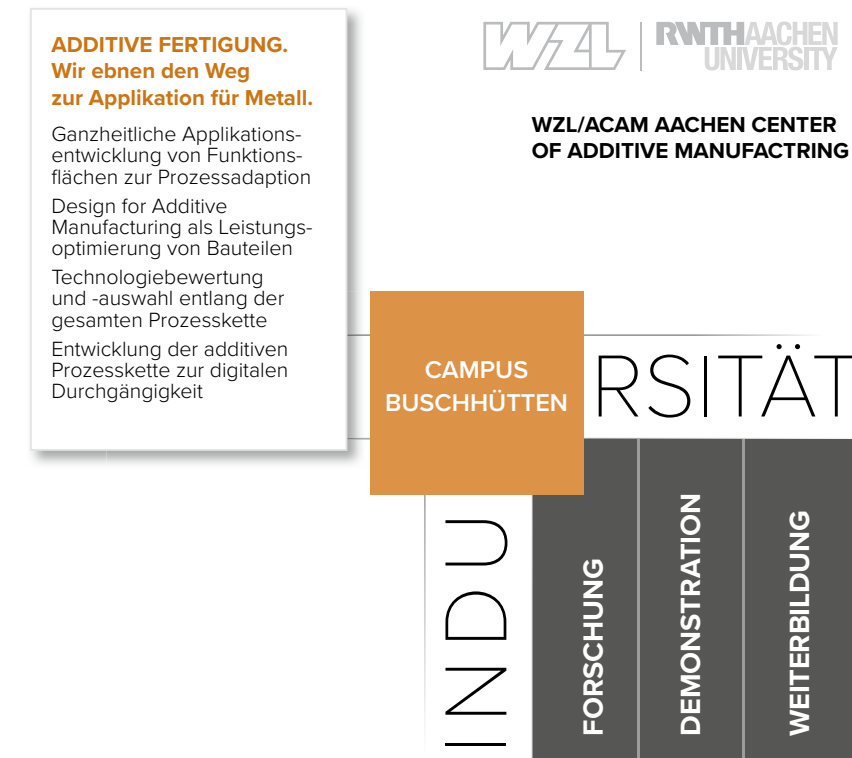 ADDITIVE FERTIGUNG.
Wir ebnen den Weg
zur Applikation für Metall.
Ganzheitliche Applikations-
entwicklung von Funktions-
flächen zur Prozessadaption
Design for Additive
Manufacturing als Leistungs-
optimierung von Bauteilen
Technologiebewertung
und -auswahl entlang der
gesamten Prozesskette
Entwicklung der additiven
Prozesskette zur digitalen
Durchgängigkeit
WZL
RWTHAACHEN
UNIVERSITY
WZL/ACAM AACHEN CENTER
OF ADDITIVE MANUFACTRING
CAMPUS
BUSCHHÜTTEN
RSITÄT
INDU
FORSCHUNG
DEMONSTRATION
WEITERBILDUNG